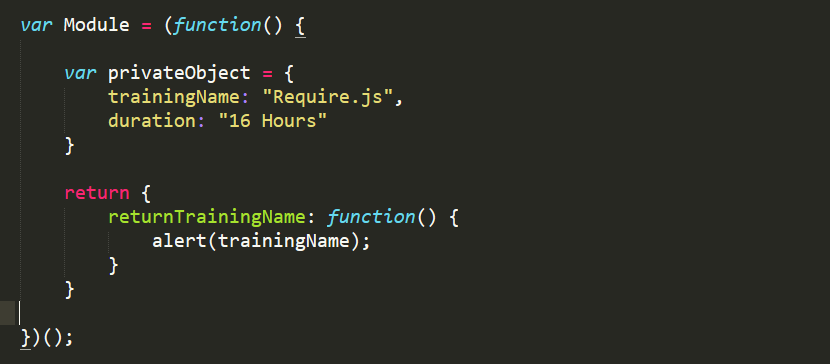 var Module = (function() {
var privateObject = {
trainingName: "Require.js",
duration: "16 Hours"
}
return {
returnTrainingName: function() {
alert(trainingName);
}
}
})();